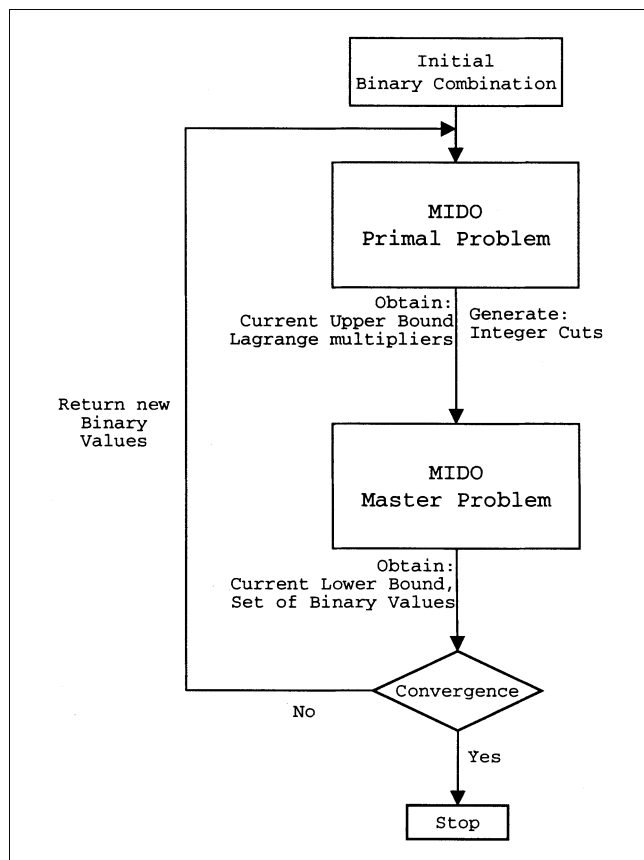 Initial
Binary Combination
MIDO
Primal Problem
Obtain:
Current Upper Bound
Lagrange multipliers
Generate:
Integer Cuts
Return new
Binary
Values
MIDO
Master Problem
Obtain:
Current Lower Bound,
Set of Binary Values
Convergence
No
Yes
Stop